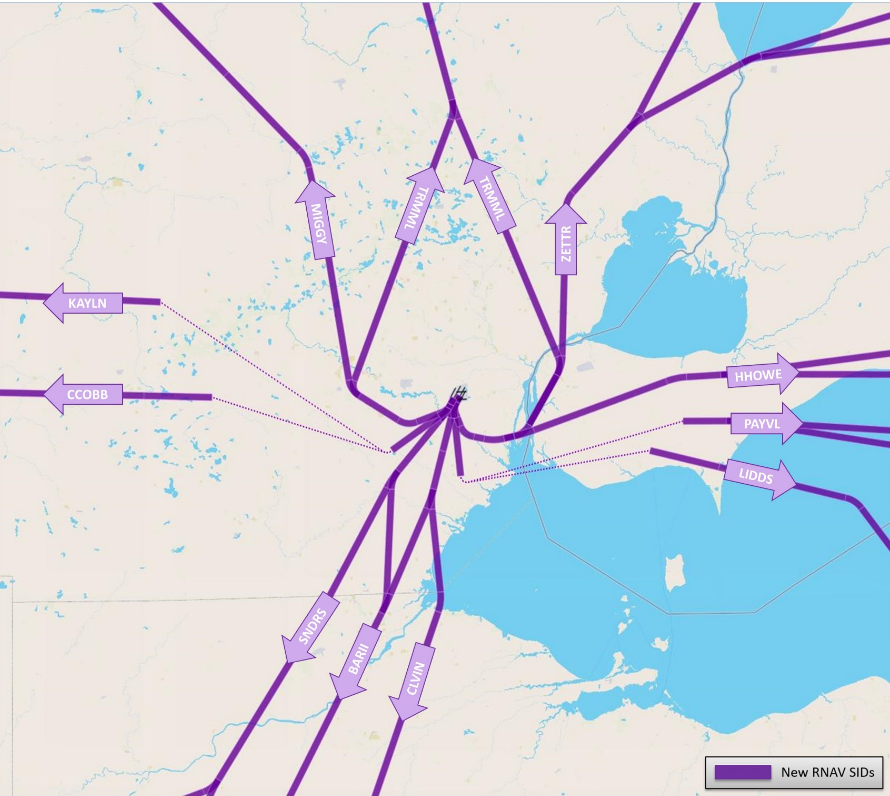 MIGGY
TRMML
TRMML
ZETTR
KAYLN
CCOBB
HHOWE
PAYVL
LIDDS
SNDRS
BARII
CLVIN
New RNAV SIDs